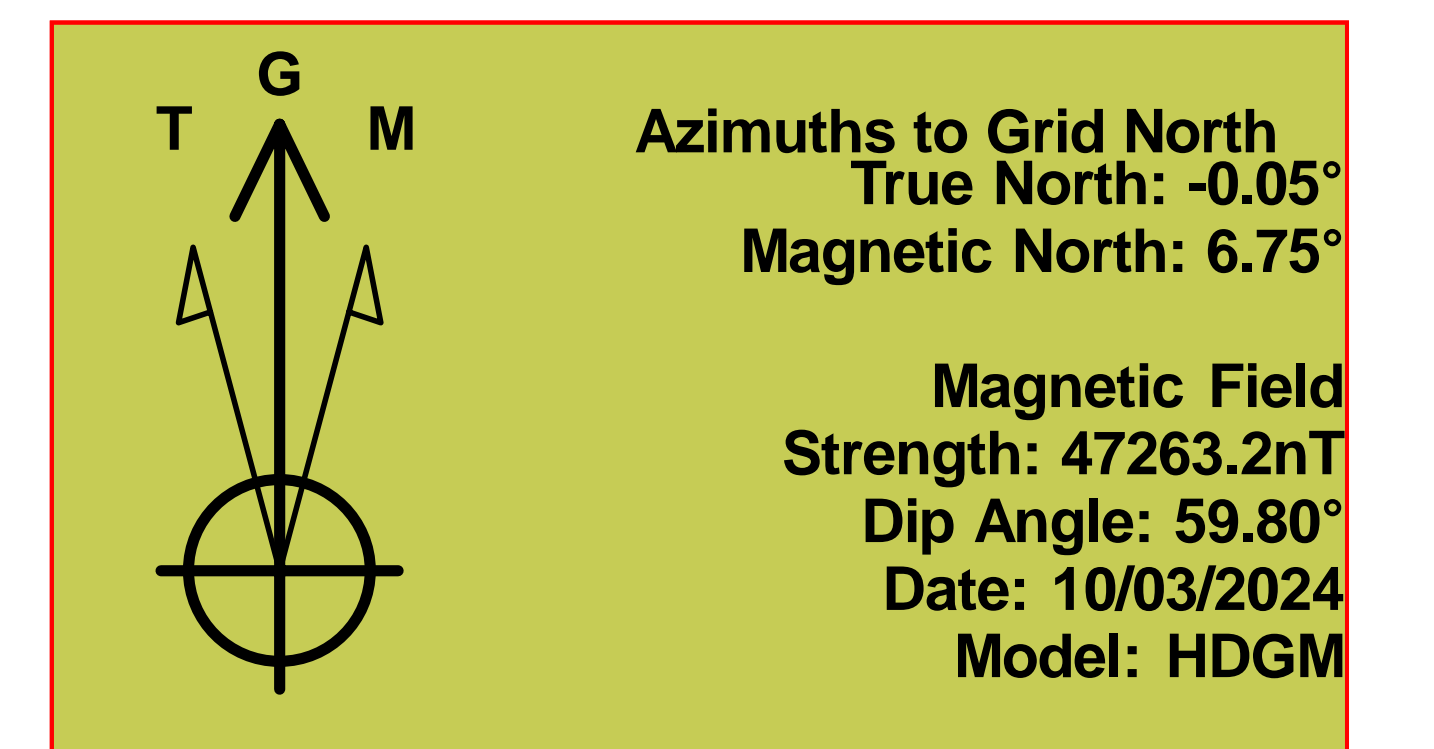 G
T M
Azimuths to Grid North
True North: -0.05°
Magnetic North: 6.75°
Magnetic Field
Strength: 47263.2nT
Dip Angle: 59.80°
Date: 10/03/2024
Model: HDGM